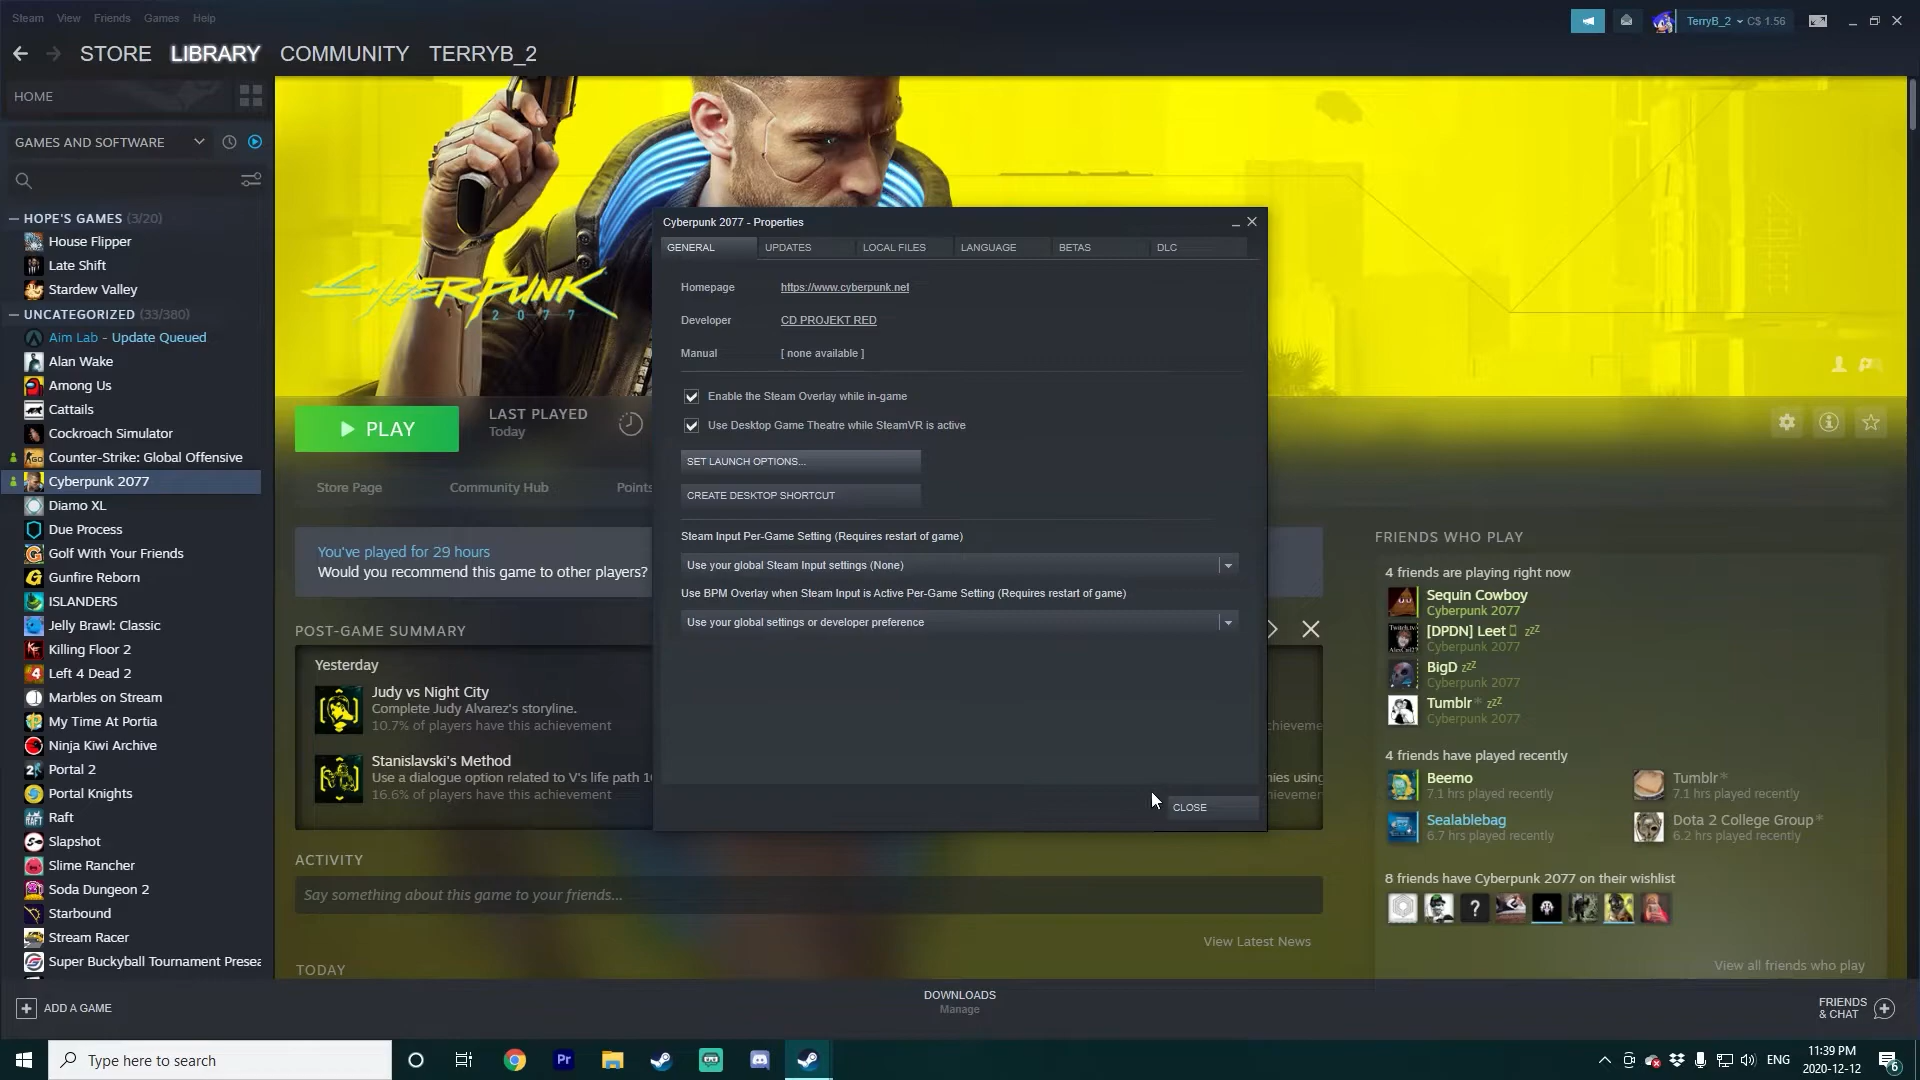 Steam View Friends Games Help
TerryB_2 C$ 1.56
STORE LIBRARY COMMUNITY TERRYB_2
HOME
GAMES AND SOFTWARE
HOPE'S GAMES (3/20)
House Flipper
Late Shift
Stardew Valley
UNCATEGORIZED (33/380)
Aim Lab - Update Queued
Alan Wake
Among Us
Cattails
Cockroach Simulator
Counter-Strike: Global Offensive
Cyberpunk 2077
Diamo XL
Due Process
Golf With Your Friends
Gunfire Reborn
ISLANDERS
Jelly Brawl: Classic
Killing Floor 2
Left 4 Dead 2
Marbles on Stream
My Time At Portia
Ninja Kiwi Archive
Portal 2
Portal Knights
Raft
Slapshot
Slime Rancher
Soda Dungeon 2
Starbound
Stream Racer
Super Buckyball Tournament Presea
ADD A GAME
CYBERPUNK
2077
PLAY
LAST PLAYED
Today
Store Page Community Hub Points
You've played for 29 hours
Would you recommend this game to other players?
POST-GAME SUMMARY
Yesterday
Judy vs Night City
Complete Judy Alvarez's storyline.
10.7% of players have this achievement
Stanislavski's Method
Use a dialogue option related to V's life path 1
16.6% of players have this achievement
ACTIVITY
Say something about this game to your friends...
View Latest News
TODAY
Cyberpunk 2077 - Properties
GENERAL UPDATES LOCAL FILES LANGUAGE BETAS DLC
Homepage https://www.cyberpunk.net
Developer CD PROJEKT RED
Manual [ none available ]
Enable the Steam Overlay while in-game
Use Desktop Game Theatre while SteamVR is active
SET LAUNCH OPTIONS...
CREATE DESKTOP SHORTCUT
Steam Input Per-Game Setting (Requires restart of game)
Use your global Steam Input settings (None)
Use BPM Overlay when Steam Input is Active Per-Game Setting (Requires restart of game)
Use your global settings or developer preference
CLOSE
FRIENDS WHO PLAY
4 friends are playing right now
Sequin Cowboy
Cyberpunk 2077
[DPDN] Leet zzZ
Cyberpunk 2077
BigD zzZ
Cyberpunk 2077
Tumblr* zzZ
Cyberpunk 2077
4 friends have played recently
Beemo
7.1 hrs played recently
Tumblr*
7.1 hrs played recently
Sealablebag
6.7 hrs played recently
Dota 2 College Group*
6.2 hrs played recently
8 friends have Cyberpunk 2077 on their wishlist
View all friends who play
DOWNLOADS
Manage
FRIENDS
& CHAT
Type here to search
Pr
ENG
11:39 PM
2020-12-12
6